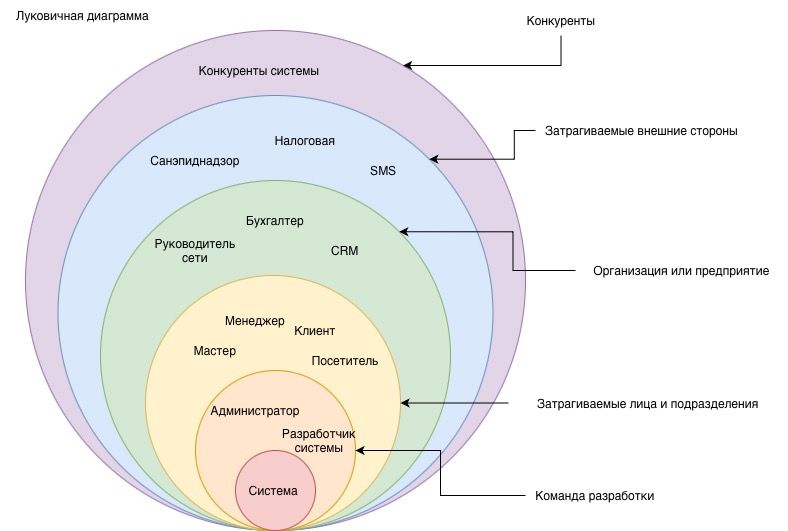 Луковичная диаграмма
Конкуренты
Конкуренты системы
Затрагиваемые внешние стороны
Налоговая
Санэпиднадзор
SMS
Бухгалтер
Руководитель
сети
CRM
Организация или предприятие
Менеджер
Клиент
Мастер
Посетитель
Затрагиваемые лица и подразделения
Администратор
Разработчик
системы
Система
Команда разработки